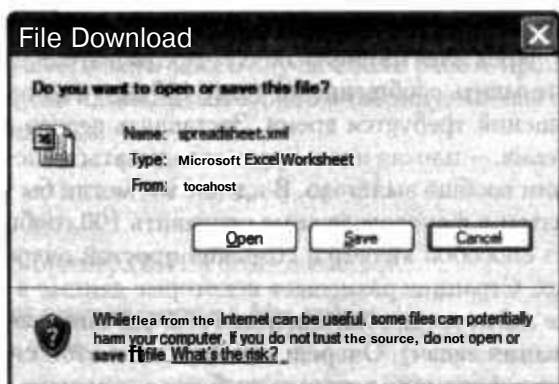 File Download
Do you want to open or save this file?
Name: spreadsheet.xml
Type: Microsoft Excel Worksheet
From: tocahost
Open Save Cancel
While flea from the Internet can be useful, some files can potentially
harm your computer. If you do not trust the source, do not open or
save ft file What's the risk?